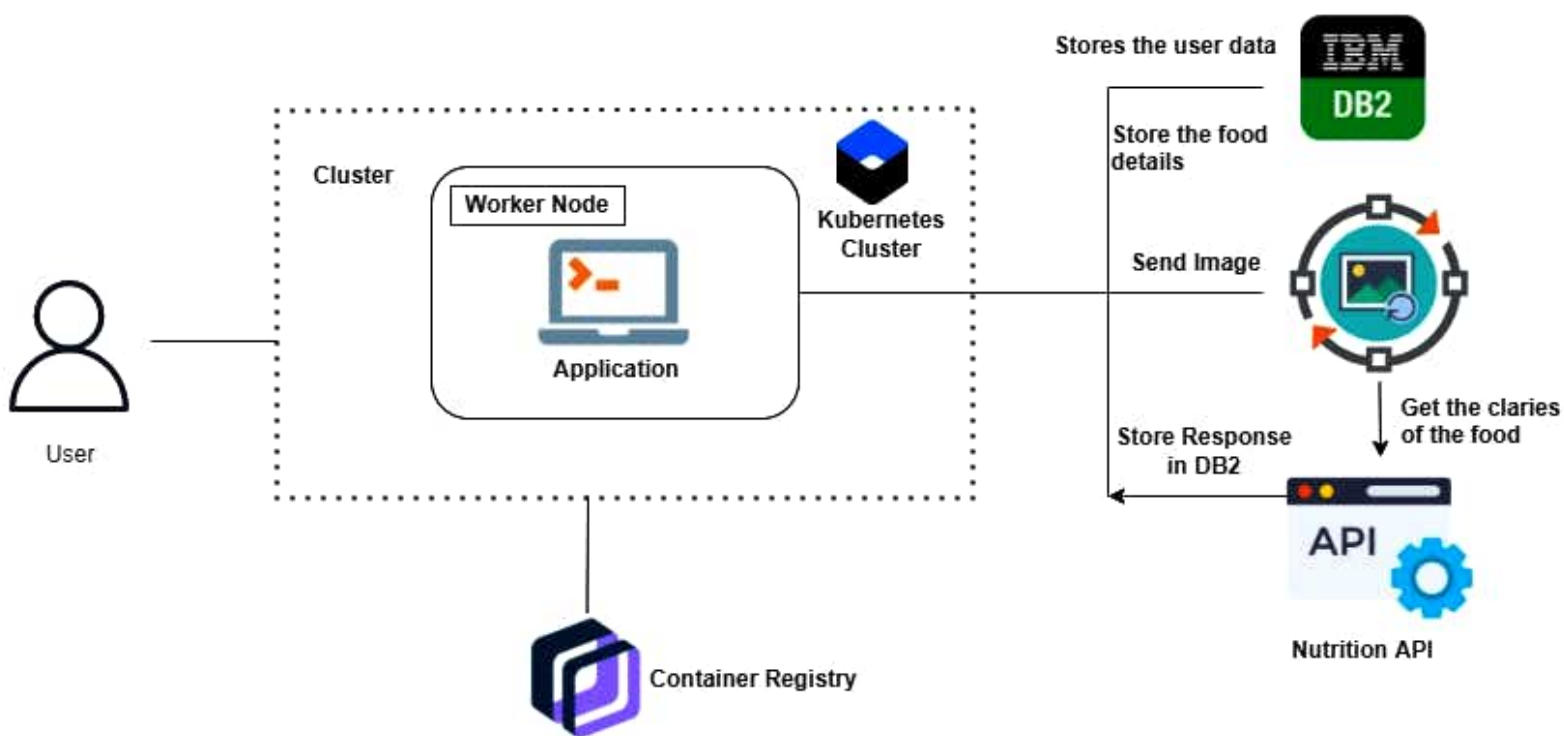 Stores the user data
IBM
DB2
Store the food
details
Cluster
Worker Node
Kubernetes
Cluster
Send Image
Application
Get the claries
of the food
Store Response
in DB2
User
API
Nutrition API
Container Registry